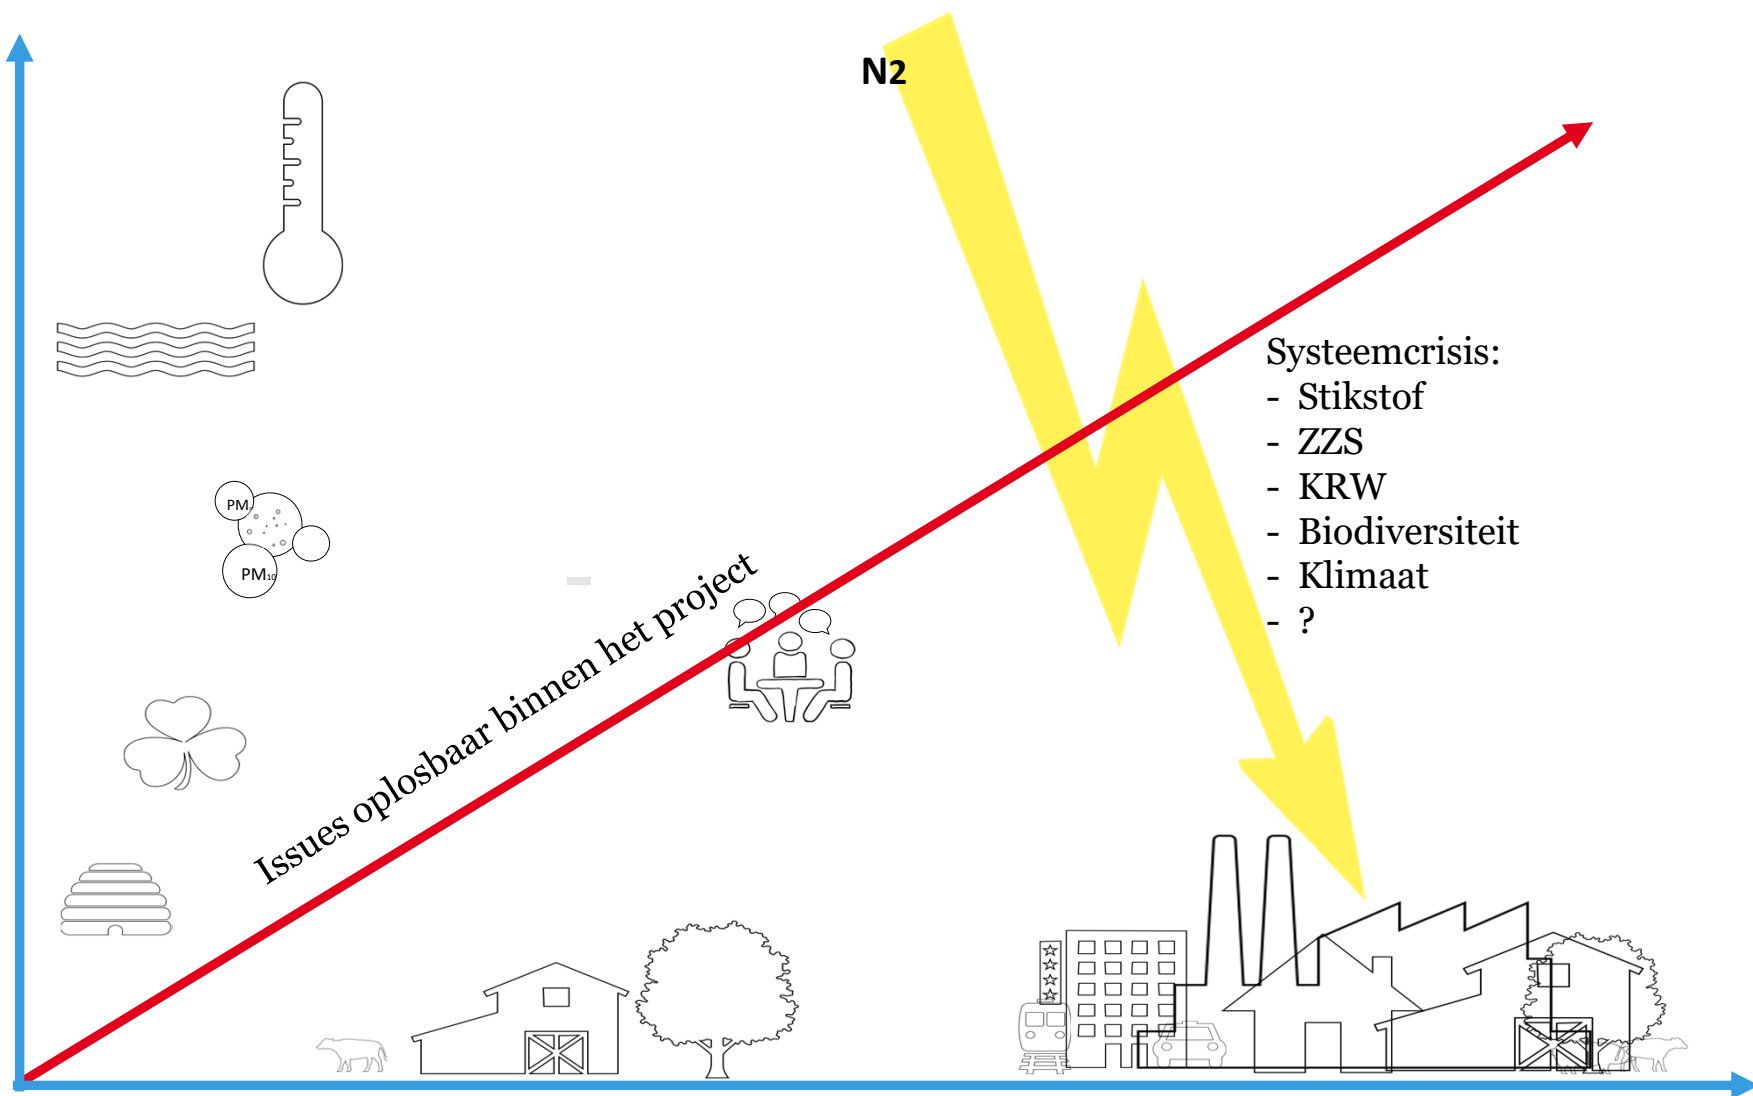 N2
Systeemcrisis:
- Stikstof
- ZZS
- KRW
- Biodiversiteit
- Klimaat
- ?
PM
PM10
Issues oplosbaar binnen het project